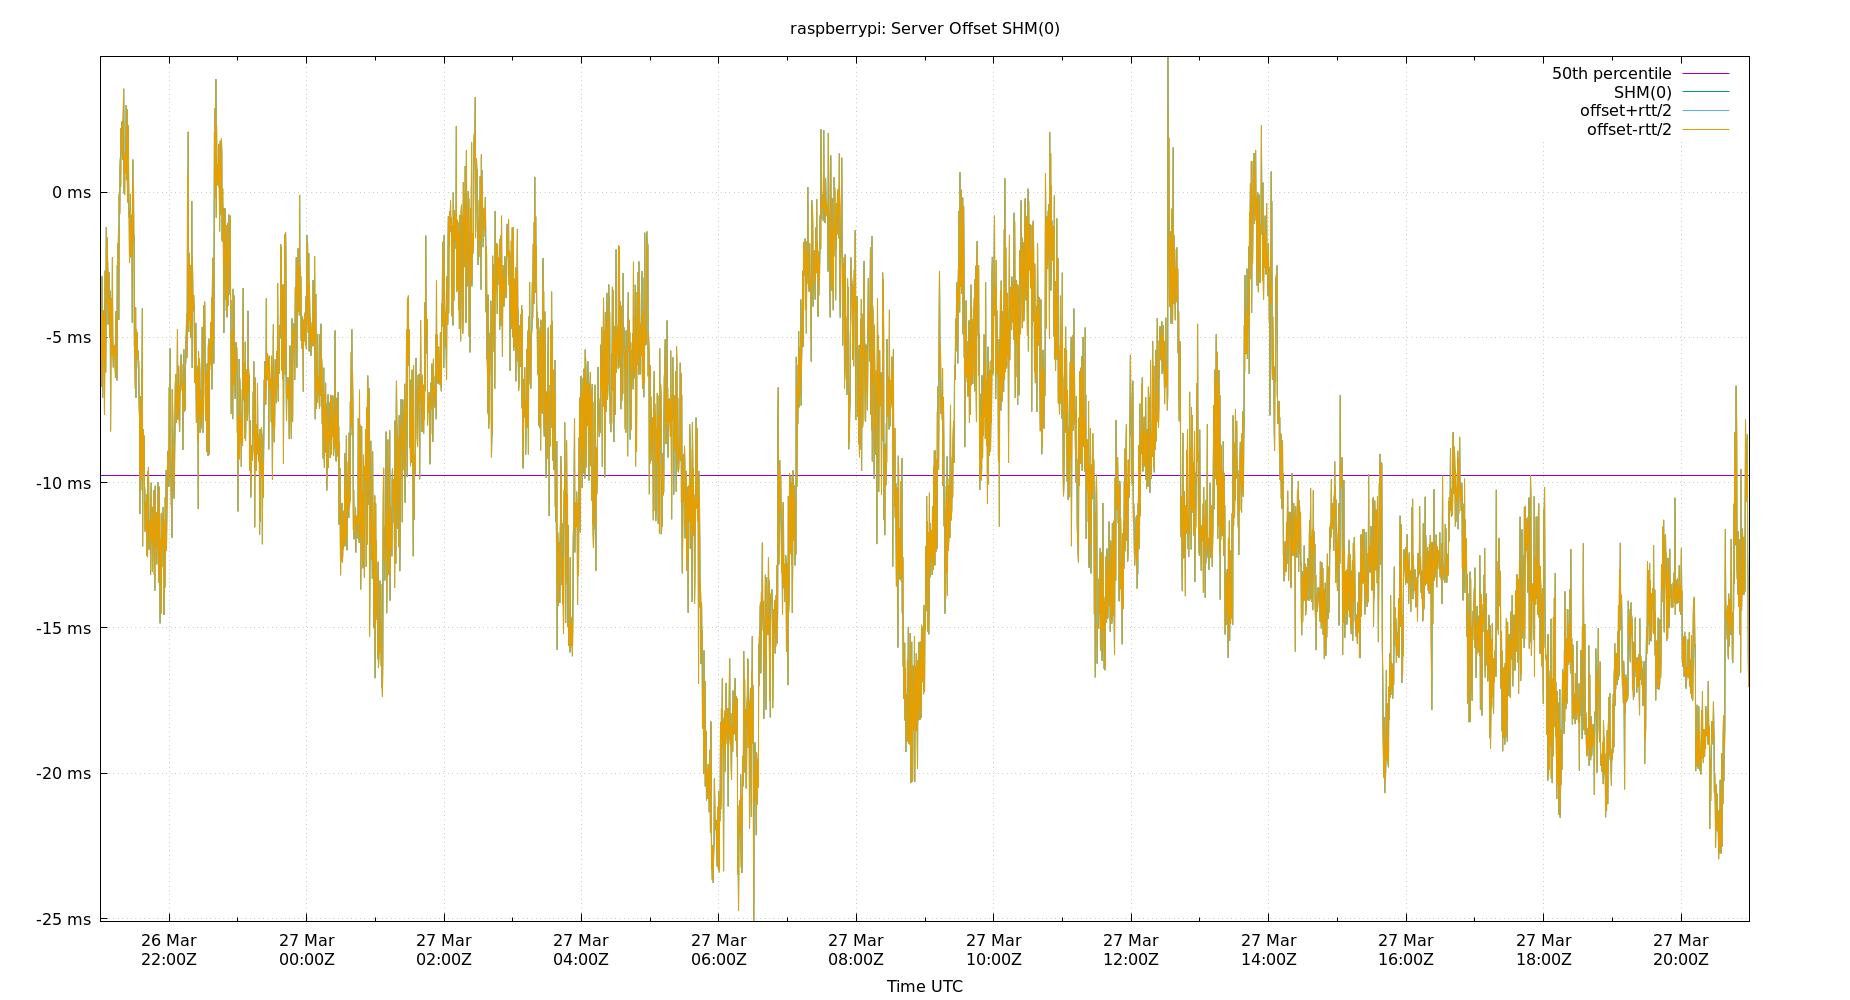 raspberrypi: Server Offset SHM(0)
50th percentile
SHM(0)
offset+rtt/2
offset-rtt/2
0 ms
-5 ms
-10 ms
-15 ms
-20 ms
-25 ms
26 Mar 27 Mar 27 Mar 27 Mar 27 Mar 27 Mar 27 Mar 27 Mar 27 Mar 27 Mar 27 Mar 27 Mar
22:00Z 00:00Z 02:00Z 04:00Z 06:00Z 08:00Z 10:00Z 12:00Z 14:00Z 16:00Z 18:00Z 20:00Z
Time UTC